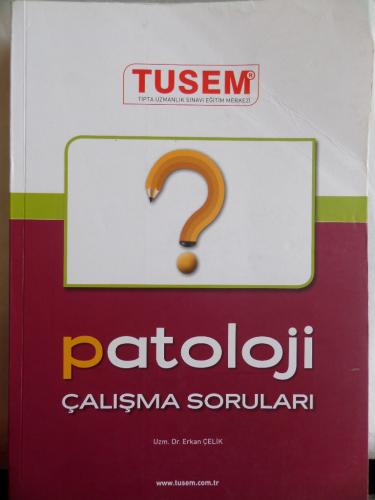 TUSEM®
TIPTA UZMANLIK SINAVI EĞİTİM MERKEZİ
patoloji
ÇALIŞMA SORULARI
Uzm. Dr. Erkan ÇELİK
www.tusem.com.tr